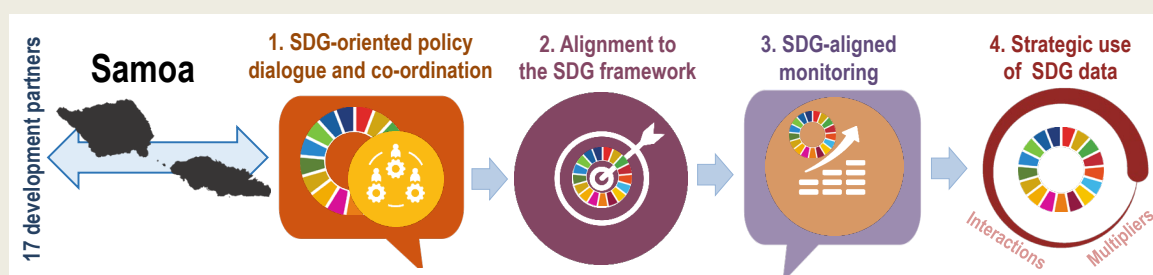 17 development partners
Samoa
1. SDG-oriented policy
dialogue and co-ordination
2. Alignment to
the SDG framework
3. SDG-aligned
monitoring
4. Strategic use
of SDG data
Interactions
Multipliers